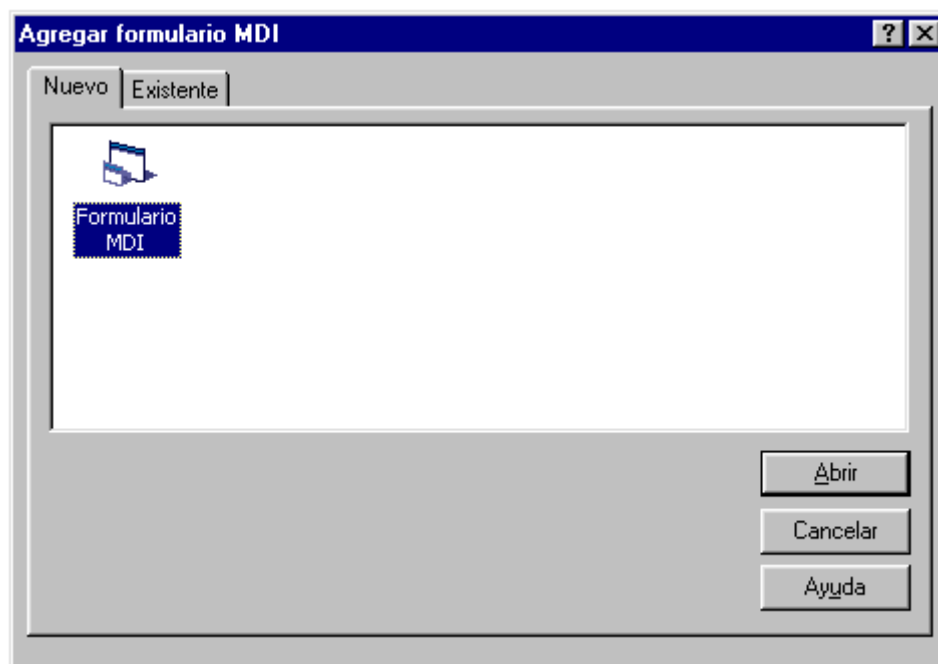 Agregar formulario MDI
Nuevo
Existente
Formulario
MDI
Abrir
Cancelar
Ayuda